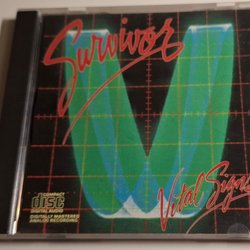 Survivor
Vital Signs
COMPACT
DISC
DIGITAL AUDIO
DIGITALLY MASTERED
ANALOG RECORDING